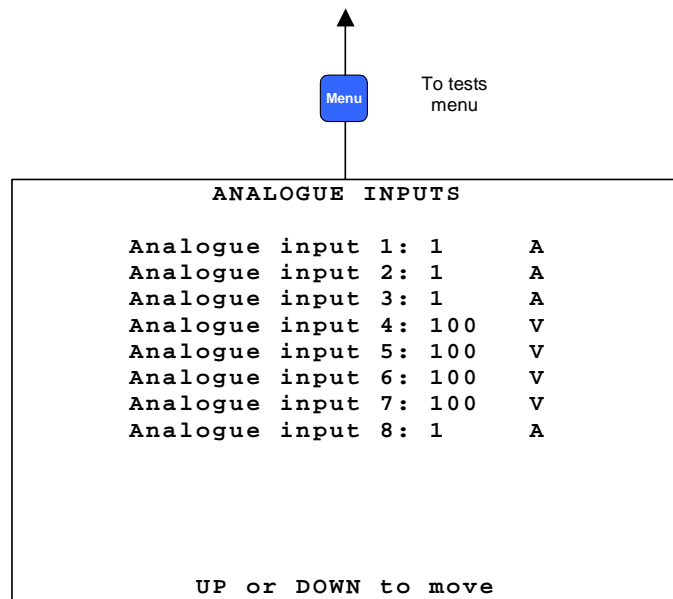 Menu
To tests
menu
ANALOGUE INPUTS
Analogue input 1: 1 A
Analogue input 2: 1 A
Analogue input 3: 1 A
Analogue input 4: 100 V
Analogue input 5: 100 V
Analogue input 6: 100 V
Analogue input 7: 100 V
Analogue input 8: 1 A
UP or DOWN to move